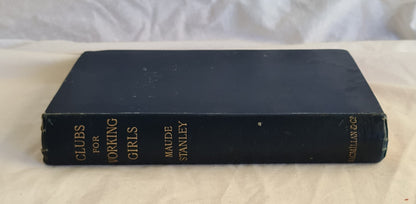 CLUBS
FOR
WORKING
GIRLS
MAUDE
STANLEY
MACMILLAN & Co.